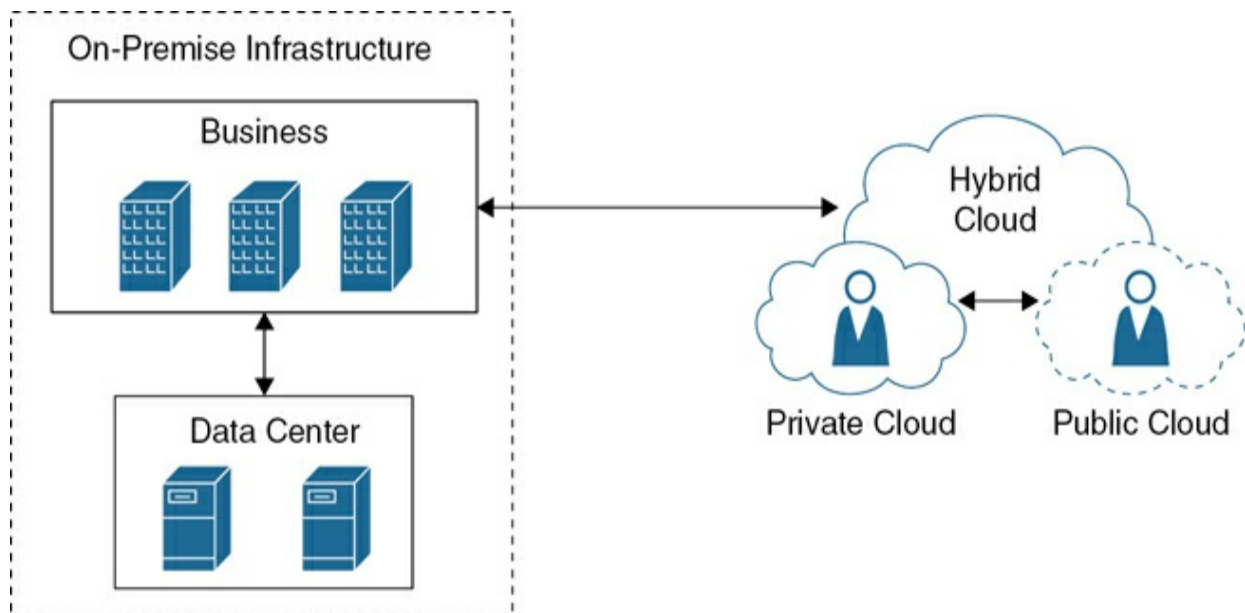 On-Premise Infrastructure
Business
Hybrid
Cloud
Data Center
Private Cloud
Public Cloud